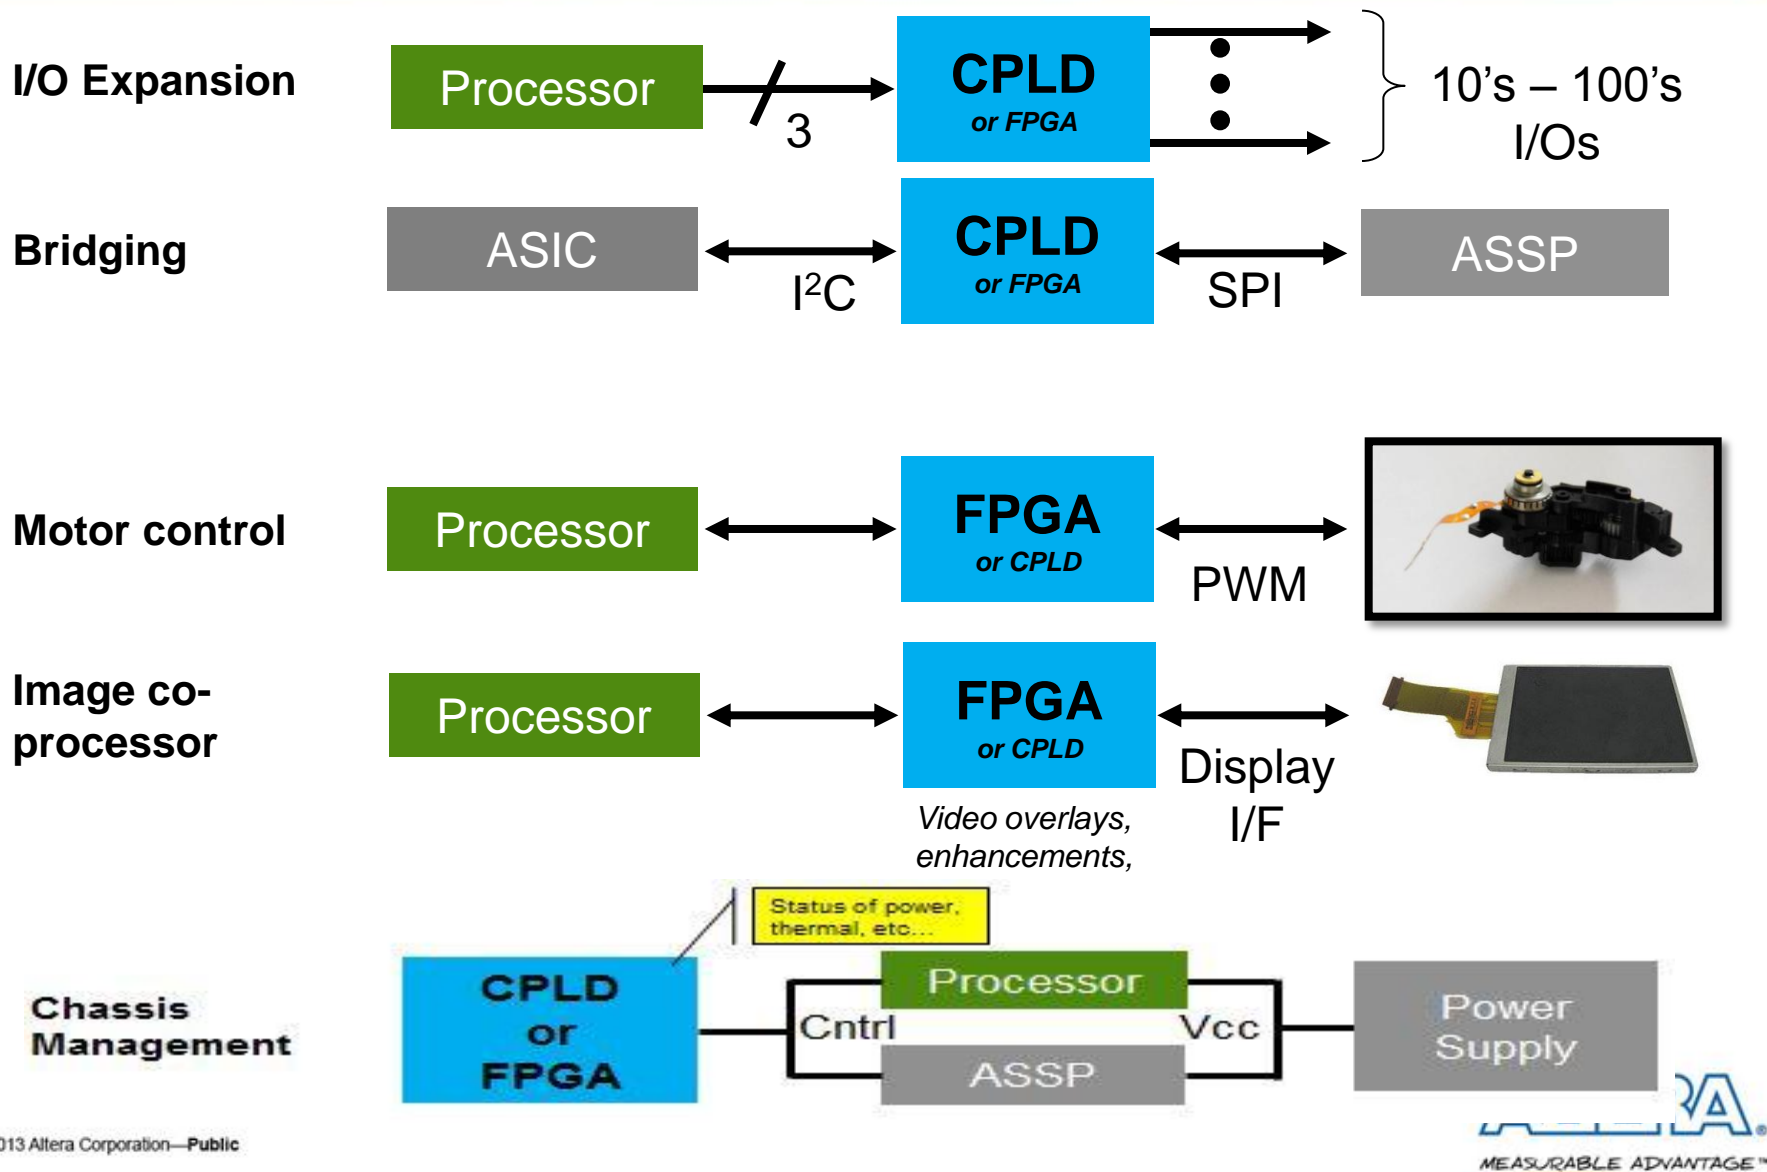 I/O Expansion
Processor
3
CPLD
or FPGA
10's – 100's
I/Os
Bridging
ASIC
I²C
CPLD
or FPGA
SPI
ASSP
Motor control
Processor
FPGA
or CPLD
PWM
Image co-
processor
Processor
FPGA
or CPLD
Display
I/F
Video overlays,
enhancements,
Status of power,
thermal, etc...
Chassis
Management
CPLD
or
FPGA
Cntrl
Processor
ASSP
Vcc
Power
Supply
013 Altera Corporation—Public
MEASURABLE ADVANTAGE™